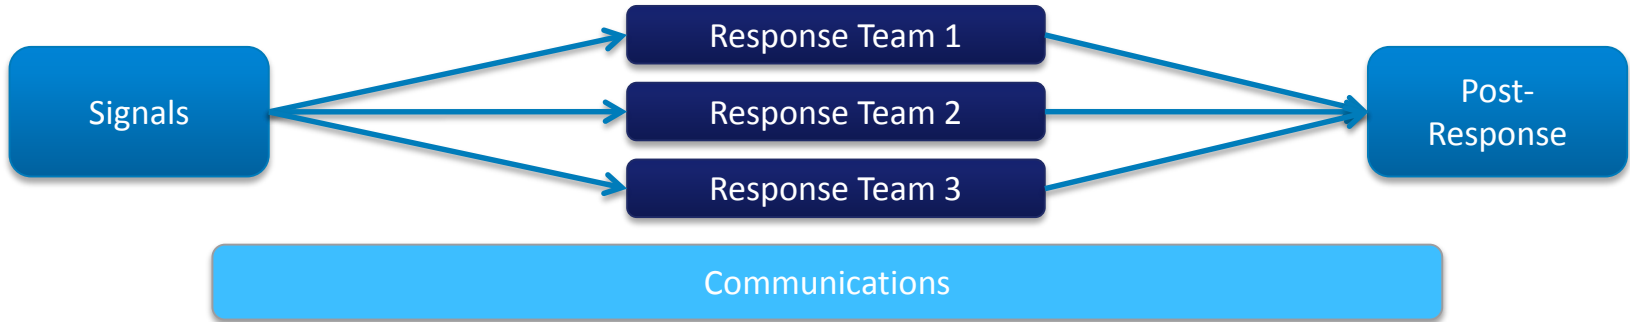 Signals
Response Team 1
Response Team 2
Response Team 3
Post-
Response
Communications